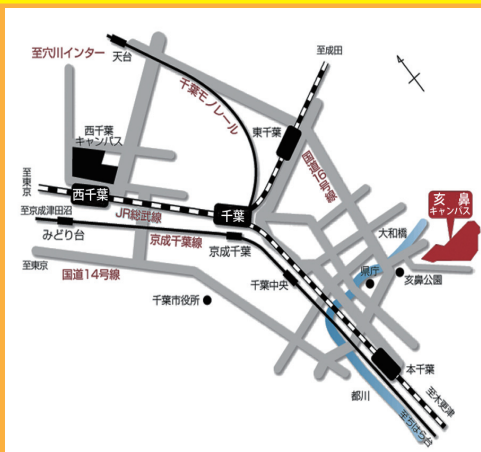 至成田
至穴川インター
天台
千葉モノレール
東千葉
西千葉
キャンパス
国道16号線
至東京
西千葉
千葉
亥鼻
キャンパス
JR総武線
至京成津田沼
みどり台
京成千葉線
京成千葉
大和橋
県庁
亥鼻公園
至東京
国道14号線
千葉中央
千葉市役所
本千葉
都川
至木更津
至ちはら台